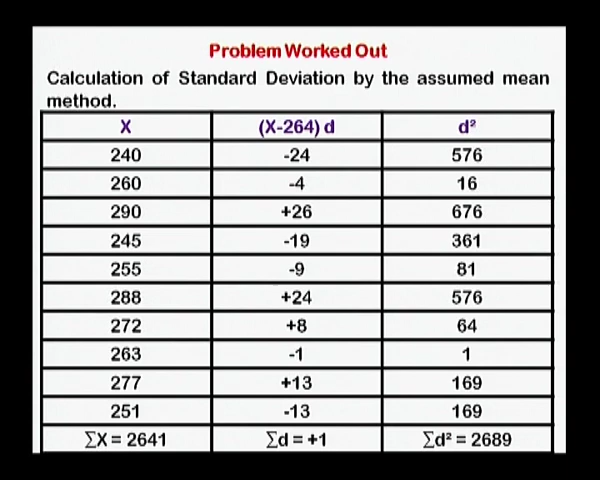 Problem Worked Out
Calculation of Standard Deviation by the assumed mean
method.
X (X-264) d d²
240 -24 576
260 -4 16
290 +26 676
245 -19 361
255 -9 81
288 +24 576
272 +8 64
263 -1 1
277 +13 169
251 -13 169
∑X = 2641 ∑d = +1 ∑d² = 2689